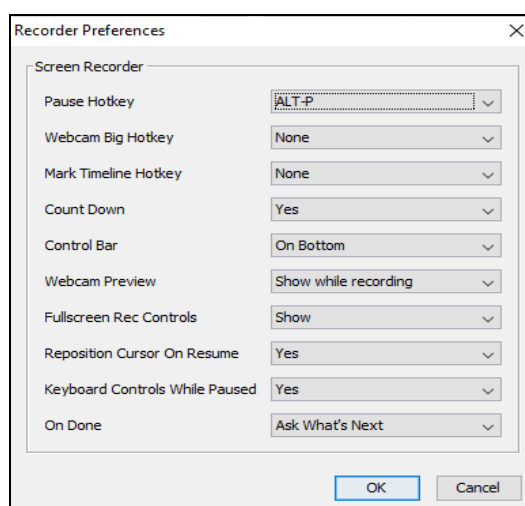 Recorder Preferences
Screen Recorder
Pause Hotkey ALT-P
Webcam Big Hotkey None
Mark Timeline Hotkey None
Count Down Yes
Control Bar On Bottom
Webcam Preview Show while recording
Fullscreen Rec Controls Show
Reposition Cursor On Resume Yes
Keyboard Controls While Paused Yes
On Done Ask What's Next
OK Cancel